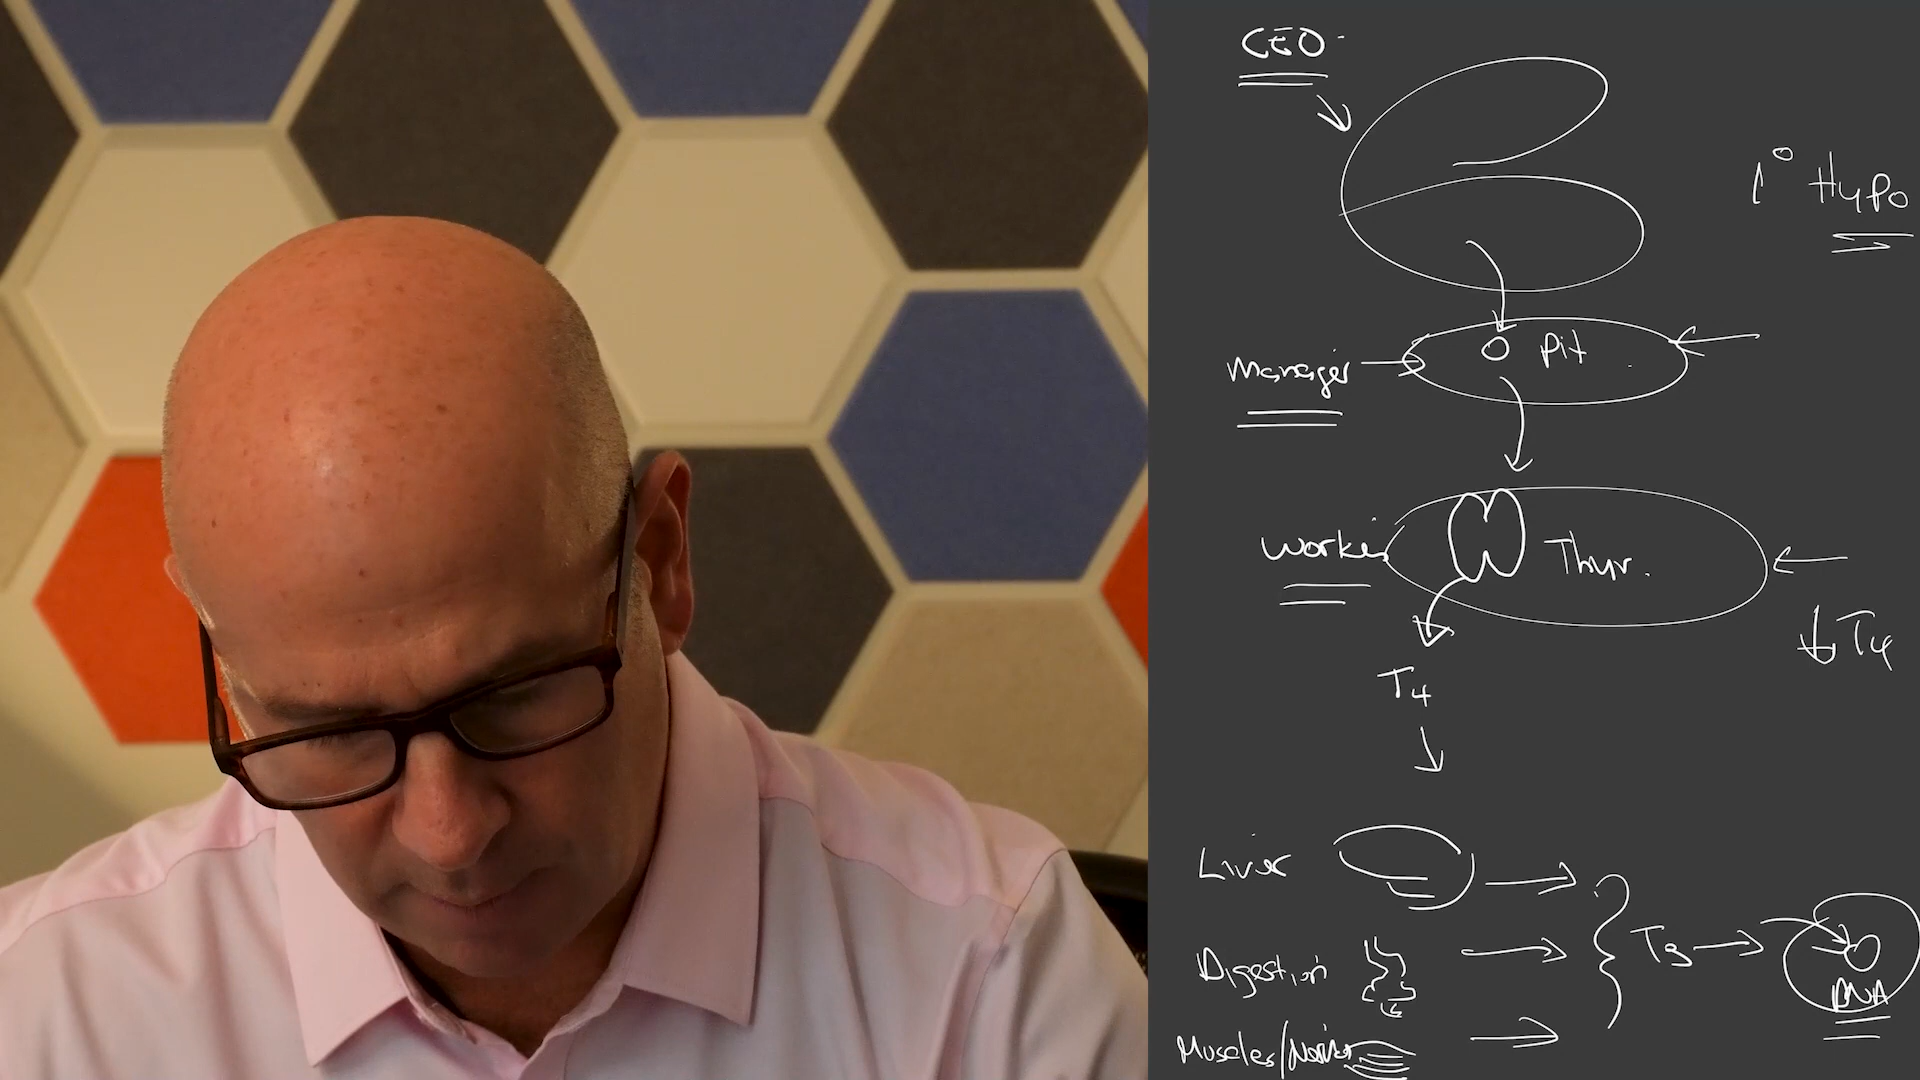 CEO
1° Hypo
Pit
Manager
Worker
Thyr.
↓ T4
T4
Liver
Digestion
T3
DNA
Muscles/